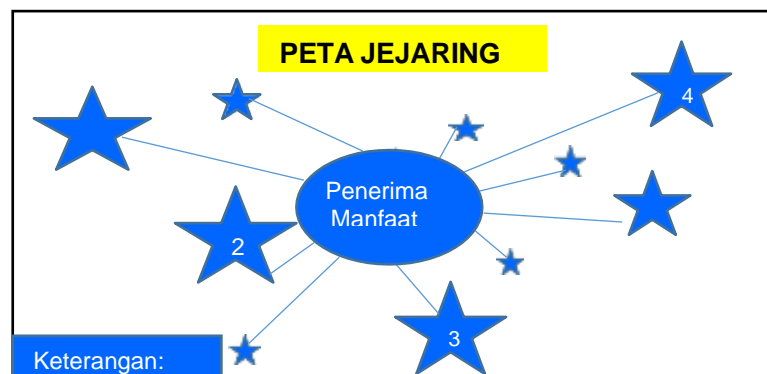 PETA JEJARING
4
Penerima
Manfaat
2
3
Keterangan: